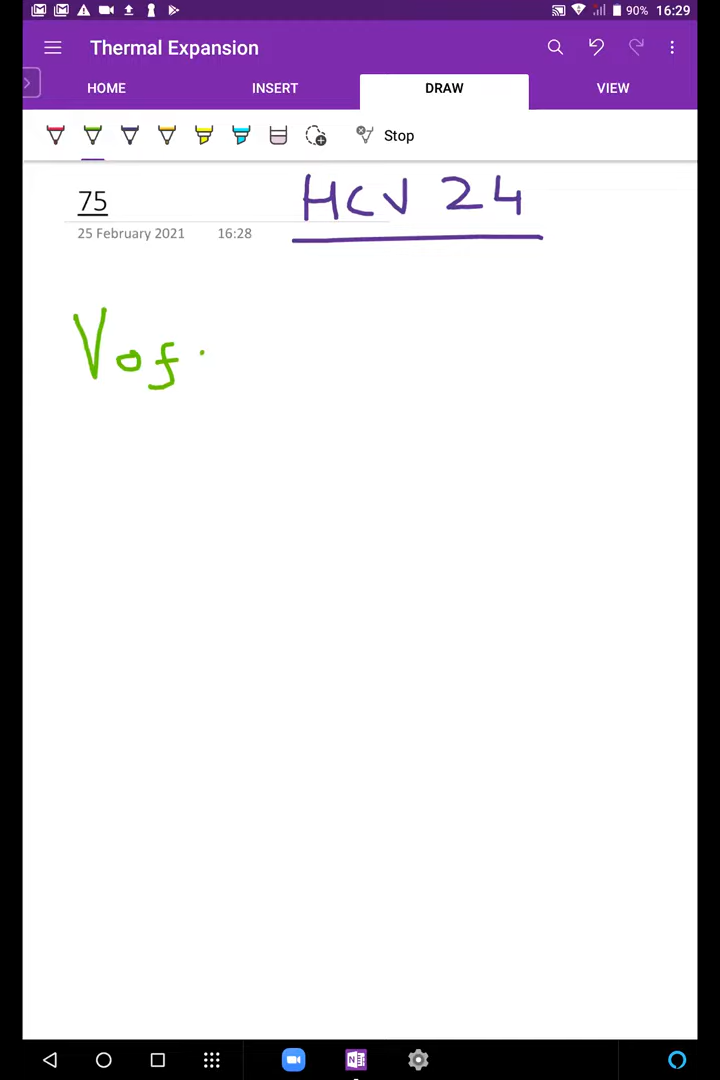 90% 16:29
Thermal Expansion
HOME INSERT DRAW VIEW
Stop
75
HCV 24
25 February 2021 16:28
Vof